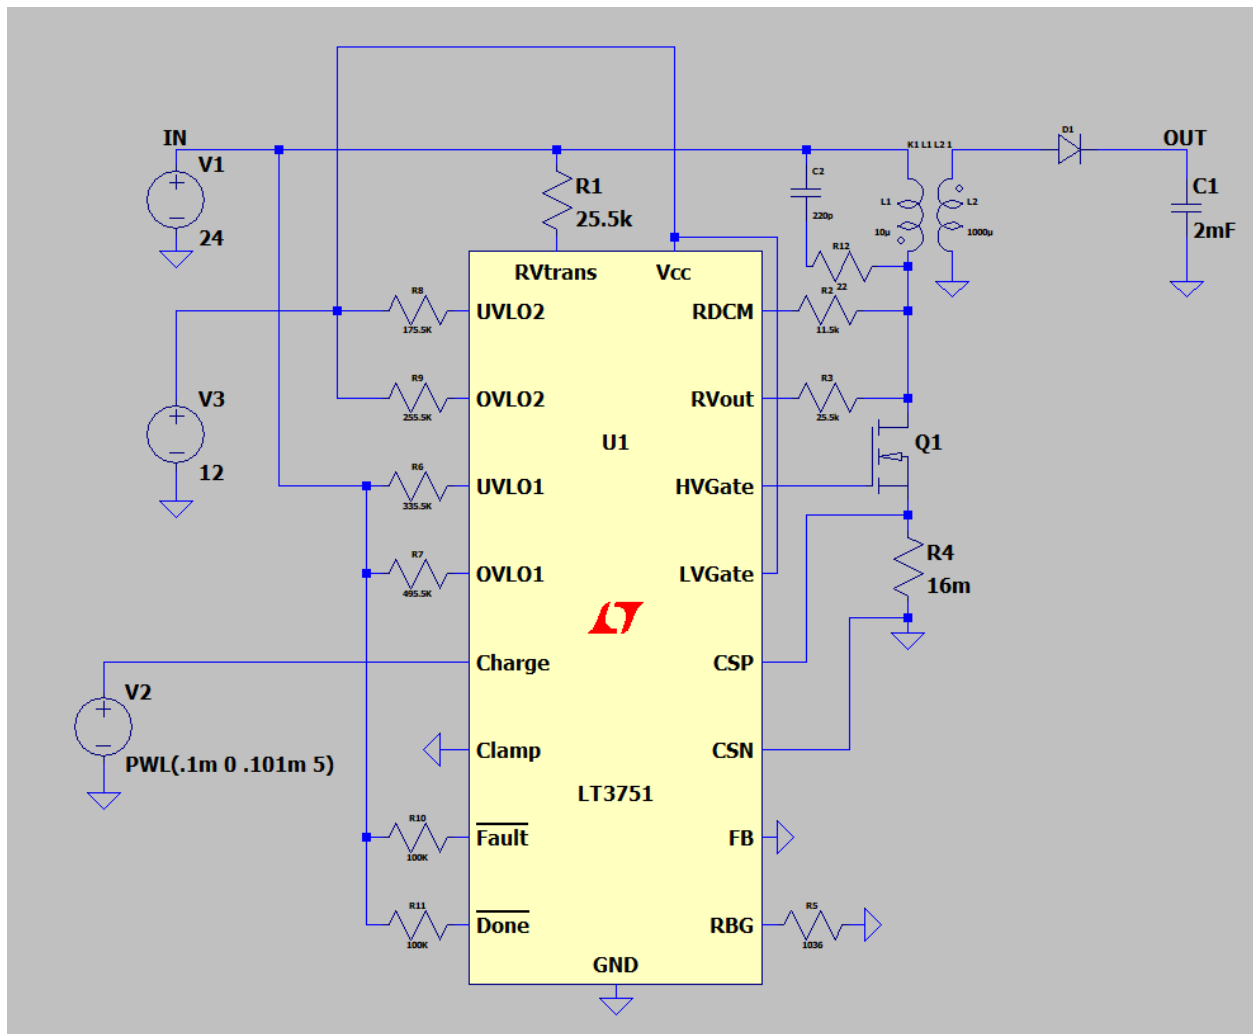 IN
V1
24
R1
25.5k
K1 L1 L2 1
D1
OUT
C1
2mF
C2
220p
L1
10µ
L2
1000µ
R12
22
RVtrans
Vcc
R8
175.5K
UVLO2
RDCM
R2
11.5k
V3
12
R9
255.5K
OVLO2
RVout
R3
25.5k
U1
Q1
R6
335.5K
UVLO1
HVGate
R7
495.5K
OVLO1
LVGate
R4
16m
Charge
CSP
V2
PWL(.1m 0 .101m 5)
Clamp
CSN
LT3751
R10
100K
Fault
FB
R11
100K
Done
RBG
R5
1036
GND